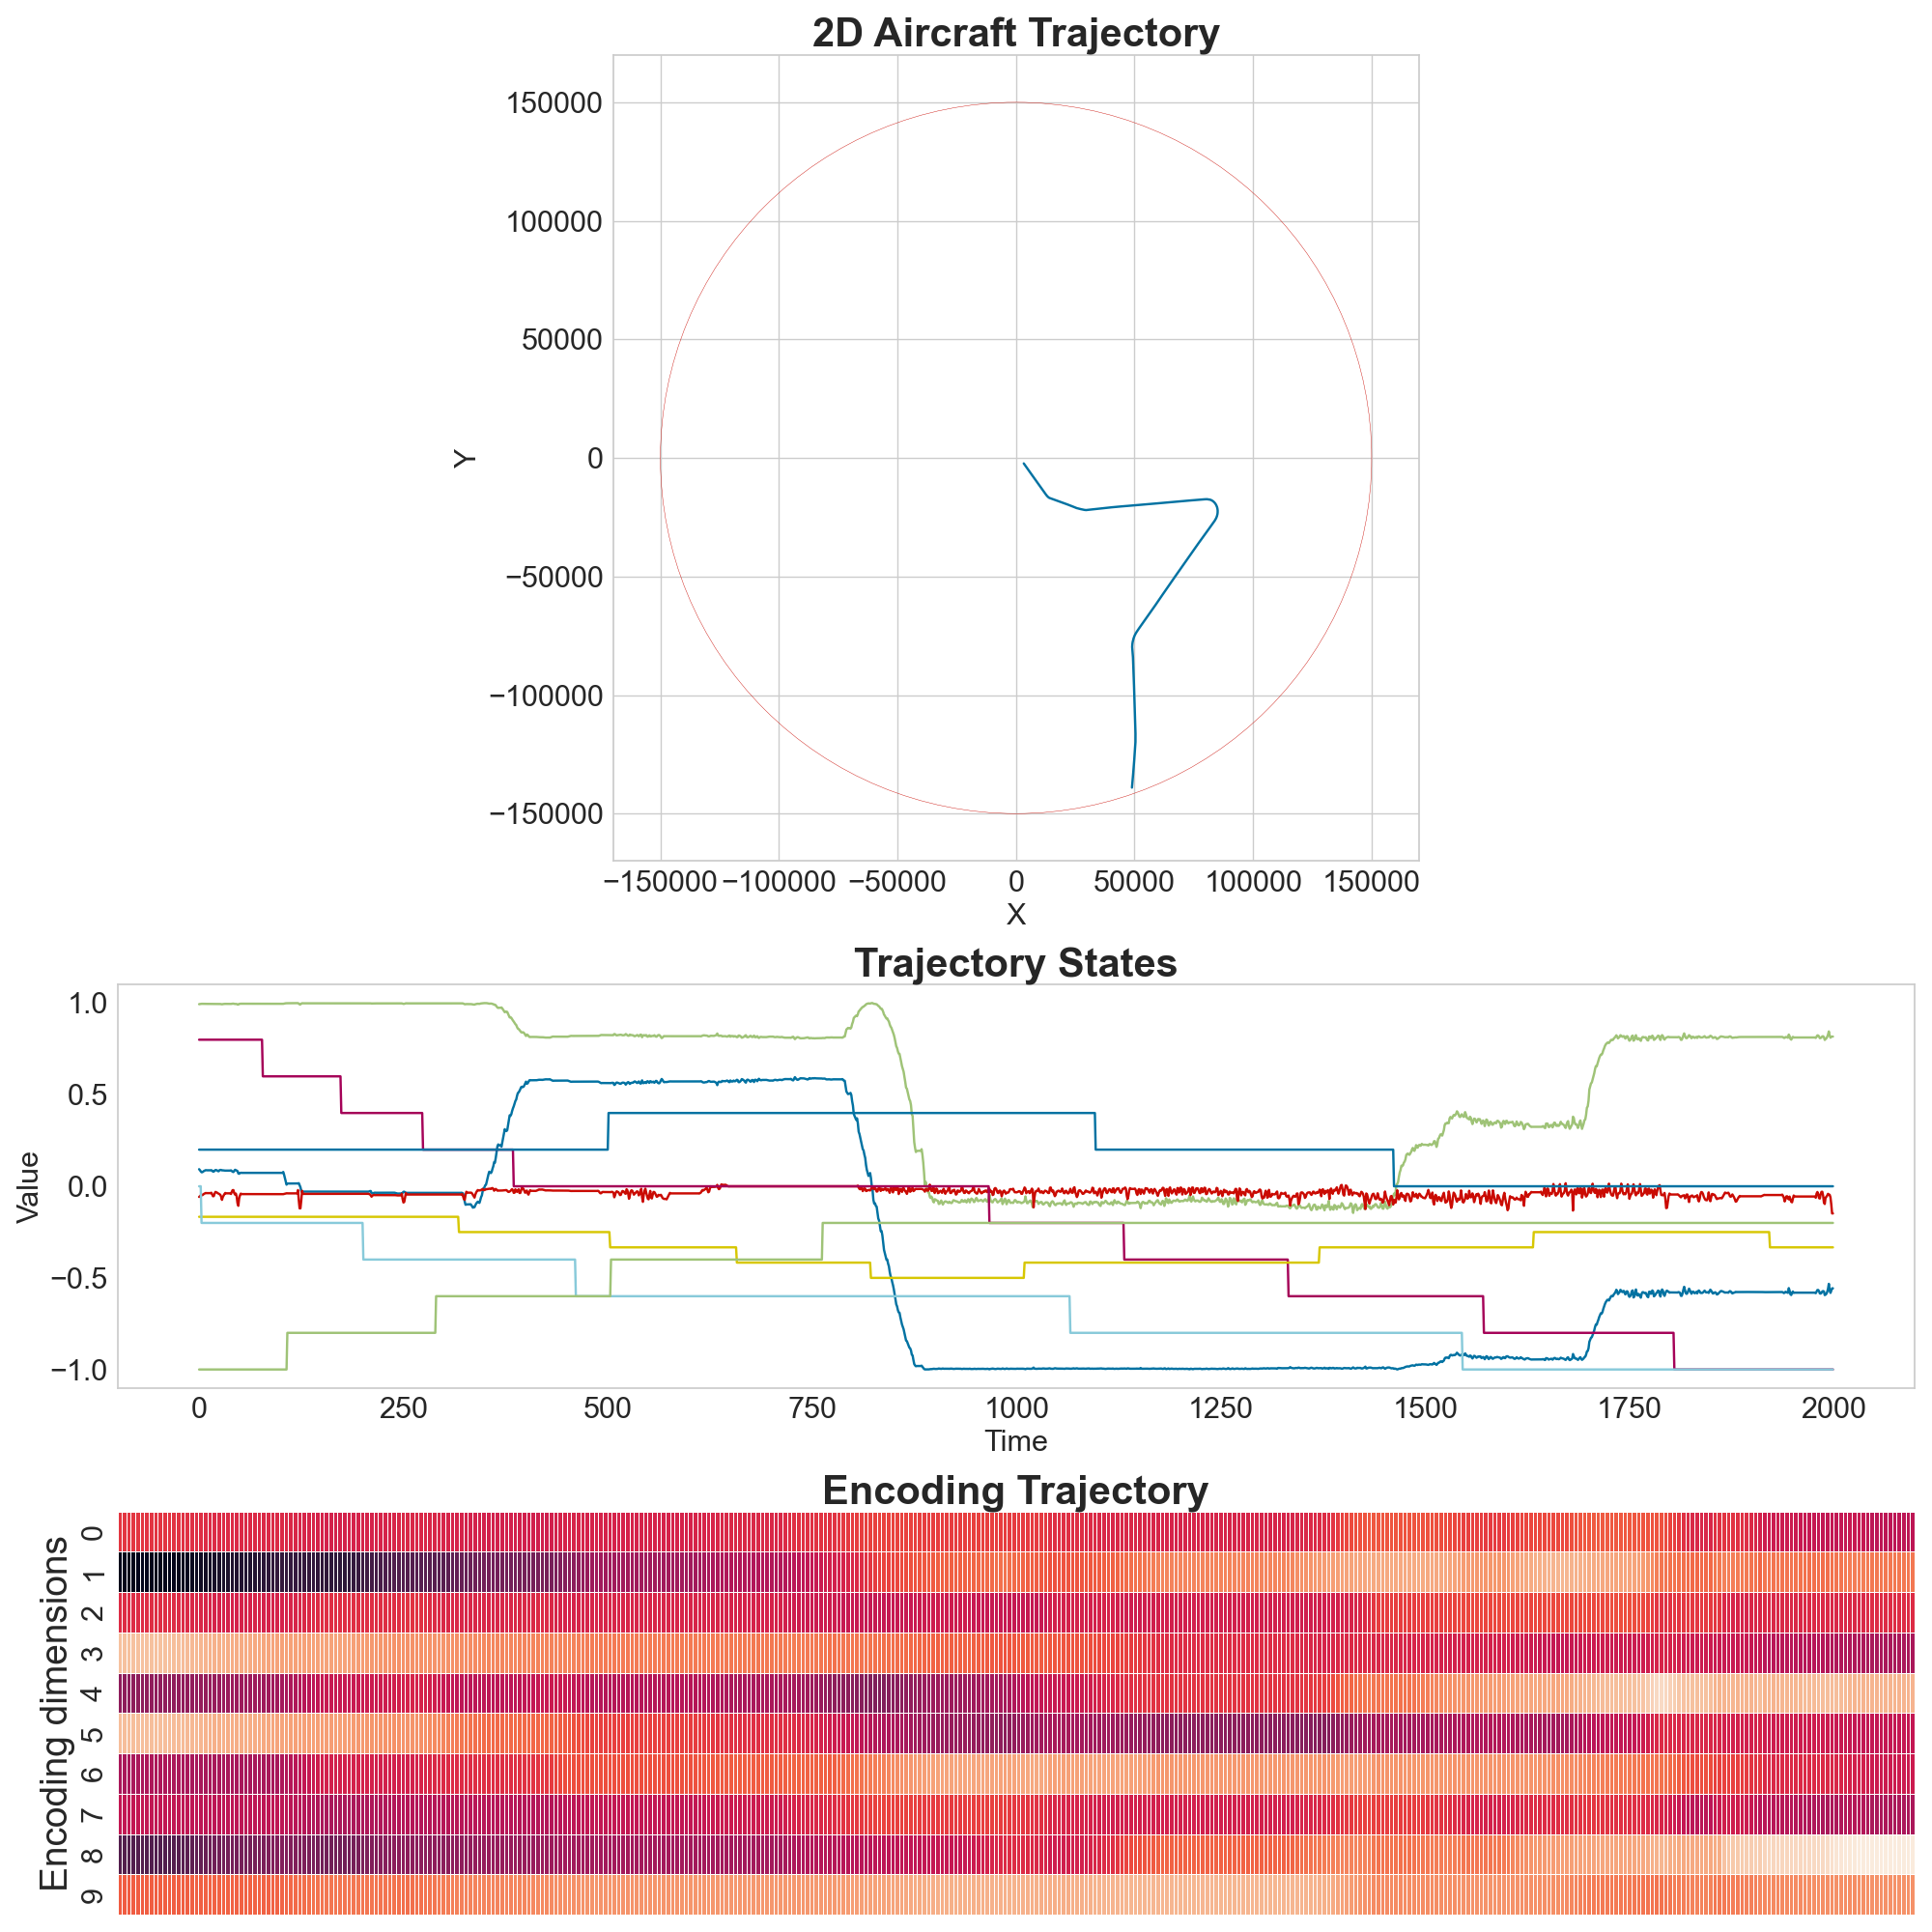 2D Aircraft Trajectory
150000
100000
50000
0
−50000
−100000
−150000
Y
−150000 −100000 −50000 0 50000 100000 150000
X
Trajectory States
1.0
0.5
0.0
−0.5
−1.0
Value
0 250 500 750 1000 1250 1500 1750 2000
Time
Encoding Trajectory
Encoding dimensions
0
1
2
3
4
5
6
7
8
9